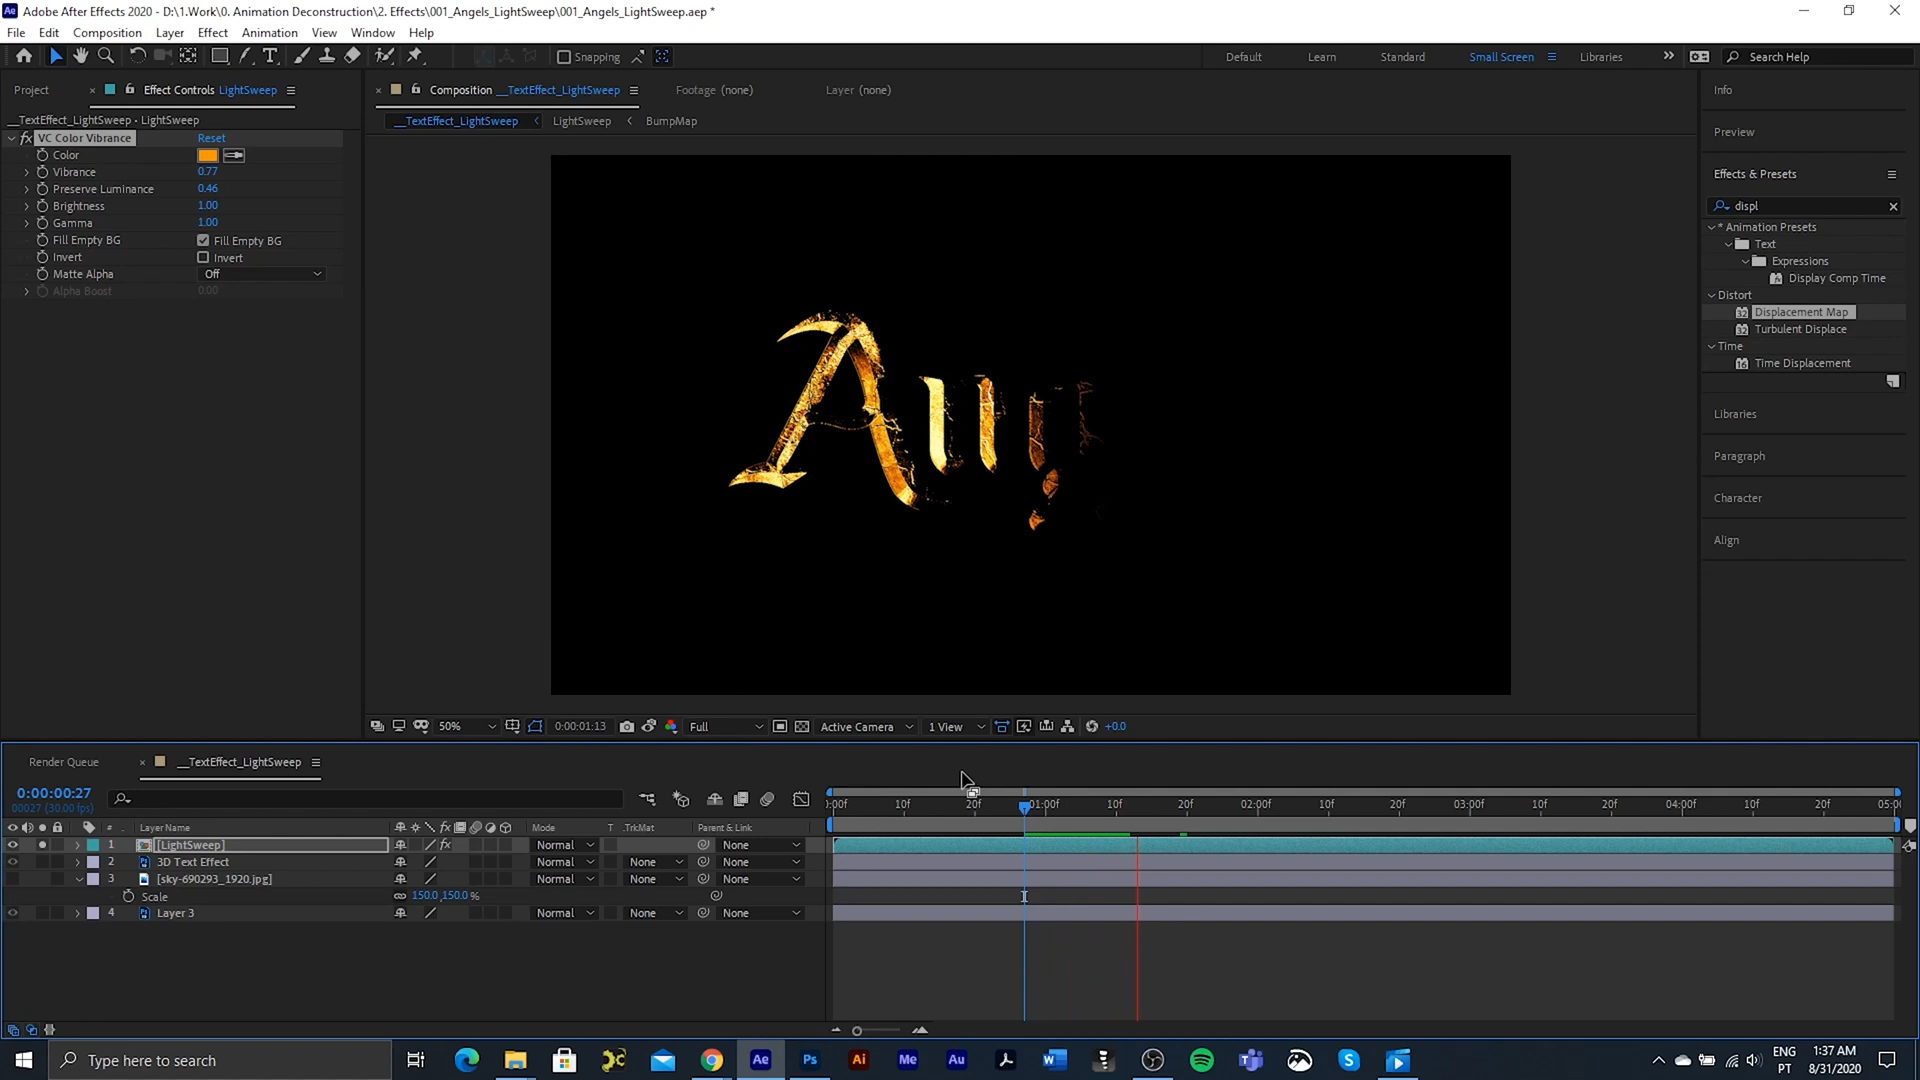 Adobe After Effects 2020 - D:\1.Work\0. Animation Deconstruction\2. Effects\001_Angels_LightSweep\001_Angels_LightSweep.aep *
File Edit Composition Layer Effect Animation View Window Help
Snapping Default Learn Standard Small Screen Libraries Search Help
Project Effect Controls LightSweep Composition __TextEffect_LightSweep Footage (none) Layer (none) Info
__TextEffect_LightSweep • LightSweep __TextEffect_LightSweep LightSweep BumpMap
fx VC Color Vibrance Reset
Color
Vibrance 0.77
Preserve Luminance 0.46
Brightness 1.00
Gamma 1.00
Fill Empty BG Fill Empty BG
Invert Invert
Matte Alpha Off
Alpha Boost 0.00
Preview
Effects & Presets
displ
* Animation Presets
Text
Expressions
Display Comp Time
Distort
Displacement Map
Turbulent Displace
Time
Time Displacement
Libraries
Paragraph
Character
Align
Ang
50% 0:00:01:13 Full Active Camera 1 View +0.0
Render Queue __TextEffect_LightSweep
0:00:00:27
00027 (30.00 fps)
:00f 10f 20f 01:00f 10f 20f 02:00f 10f 20f 03:00f 10f 20f 04:00f 10f 20f 05:0
# Layer Name Mode T .TrkMat Parent & Link
1 [LightSweep] fx Normal None
2 3D Text Effect Normal None None
3 [sky-690293_1920.jpg] Normal None None
Scale 150.0,150.0 %
4 Layer 3 Normal None None
Type here to search Ae Ps Ai Me Au ENG 1:37 AM
PT 8/31/2020